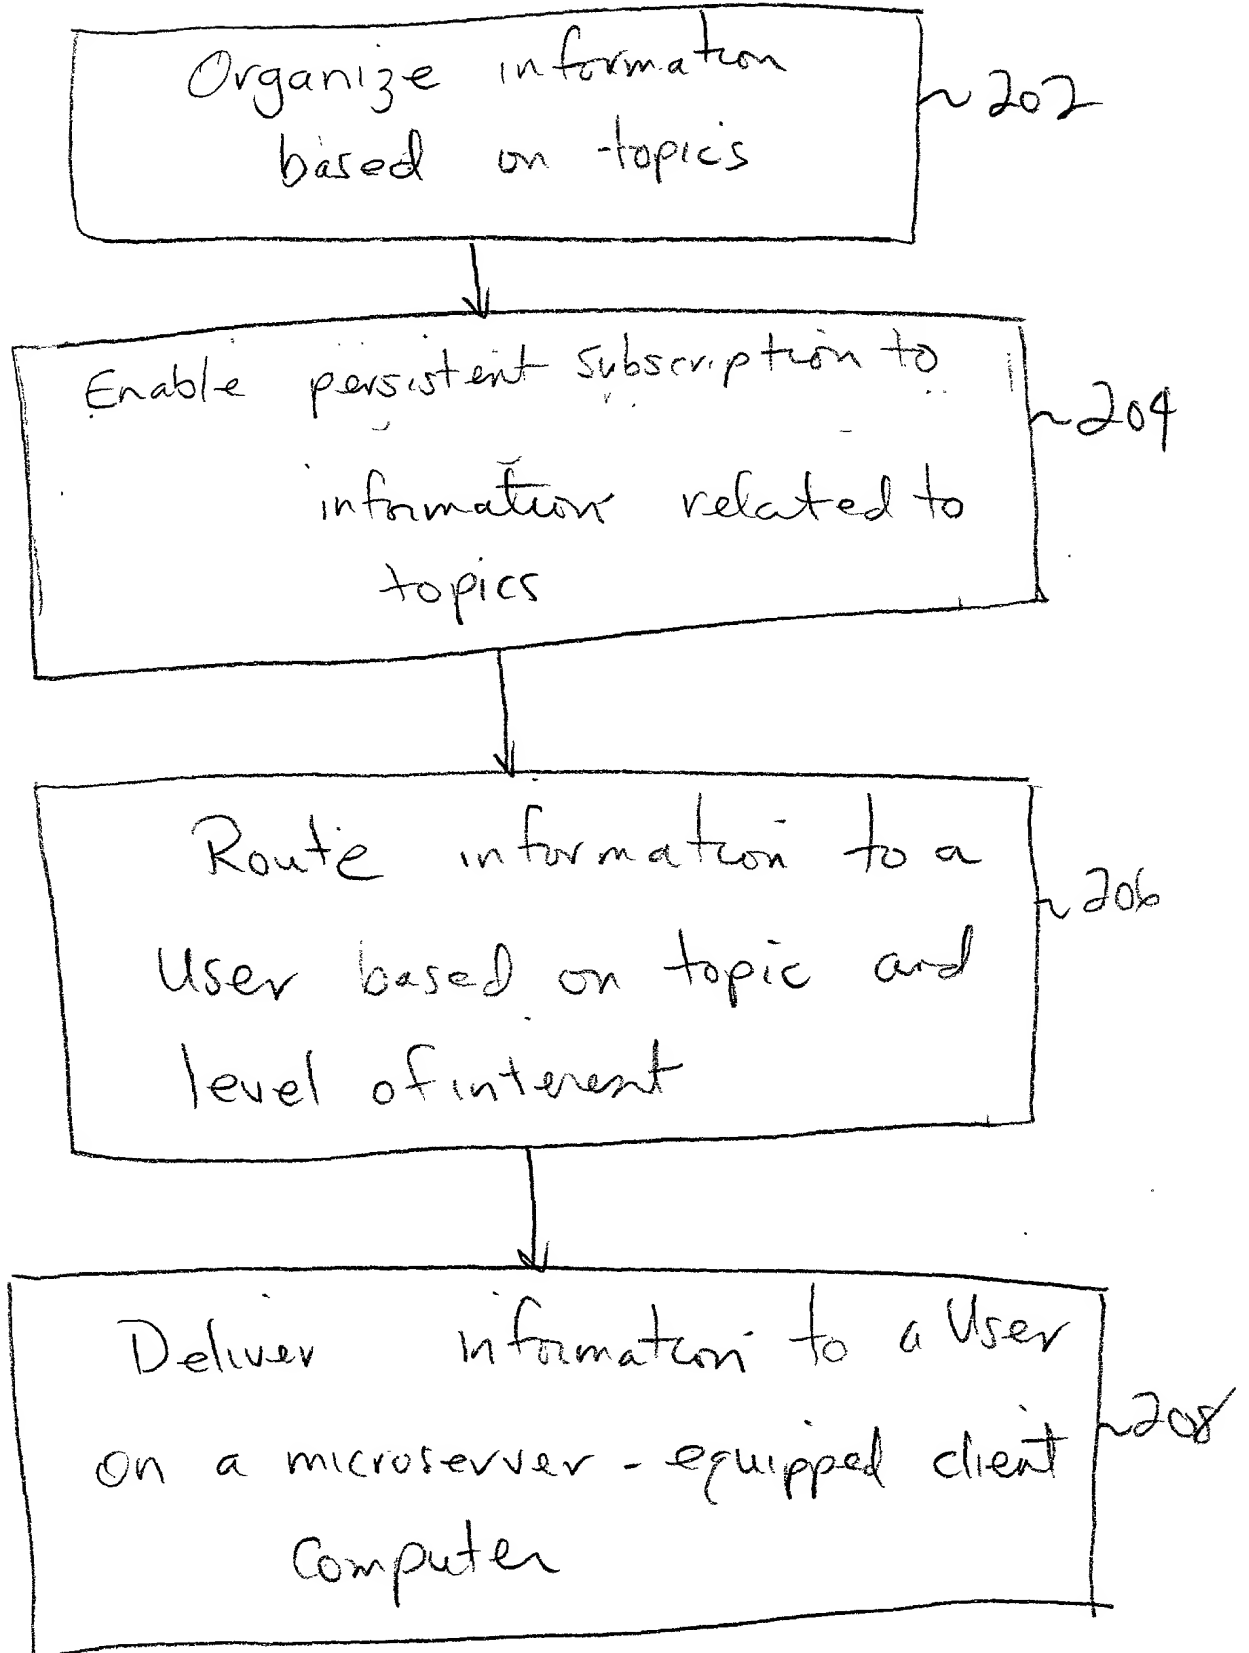 Organize information
based on topics
~202
Enable persistent subscription to
information related to
topics
~204
Route information to a
User based on topic and
level of interest
~206
Deliver information to a User
on a microserver-equipped client
Computer
~208